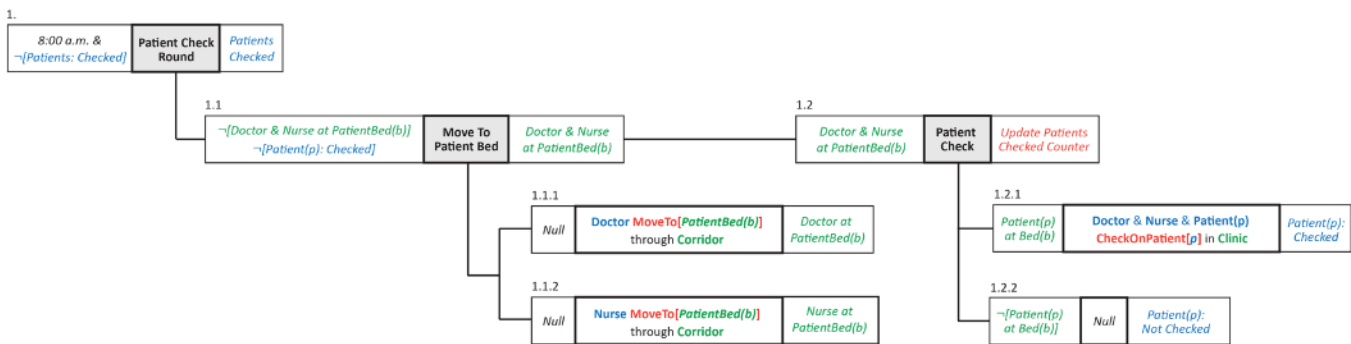 1.
8:00 a.m. &
¬[Patients: Checked]
Patient Check
Round
Patients
Checked
1.1
¬[Doctor & Nurse at PatientBed(b)]
¬[Patient(p): Checked]
Move To
Patient Bed
Doctor & Nurse
at PatientBed(b)
1.2
Doctor & Nurse
at PatientBed(b)
Patient
Check
Update Patients
Checked Counter
1.1.1
Null
Doctor MoveTo[PatientBed(b)]
through Corridor
Doctor at
PatientBed(b)
1.1.2
Null
Nurse MoveTo[PatientBed(b)]
through Corridor
Nurse at
PatientBed(b)
1.2.1
Patient(p)
at Bed(b)
Doctor & Nurse & Patient(p)
CheckOnPatient[p] in Clinic
Patient(p):
Checked
1.2.2
¬[Patient(p)
at Bed(b)]
Null
Patient(p):
Not Checked